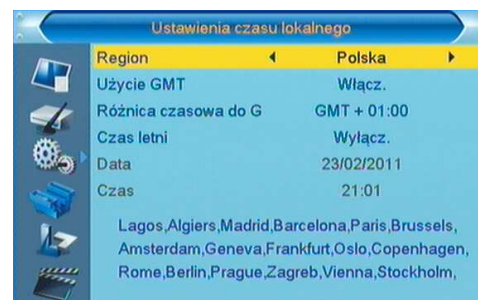 Ustawienia czasu lokalnego
Region Polska
Użycie GMT Włącz.
Różnica czasowa do G GMT + 01:00
Czas letni Wyłącz.
Data 23/02/2011
Czas 21:01
Lagos,Algiers,Madrid,Barcelona,Paris,Brussels,
Amsterdam,Geneva,Frankfurt,Oslo,Copenhagen,
Rome,Berlin,Prague,Zagreb,Vienna,Stockholm,